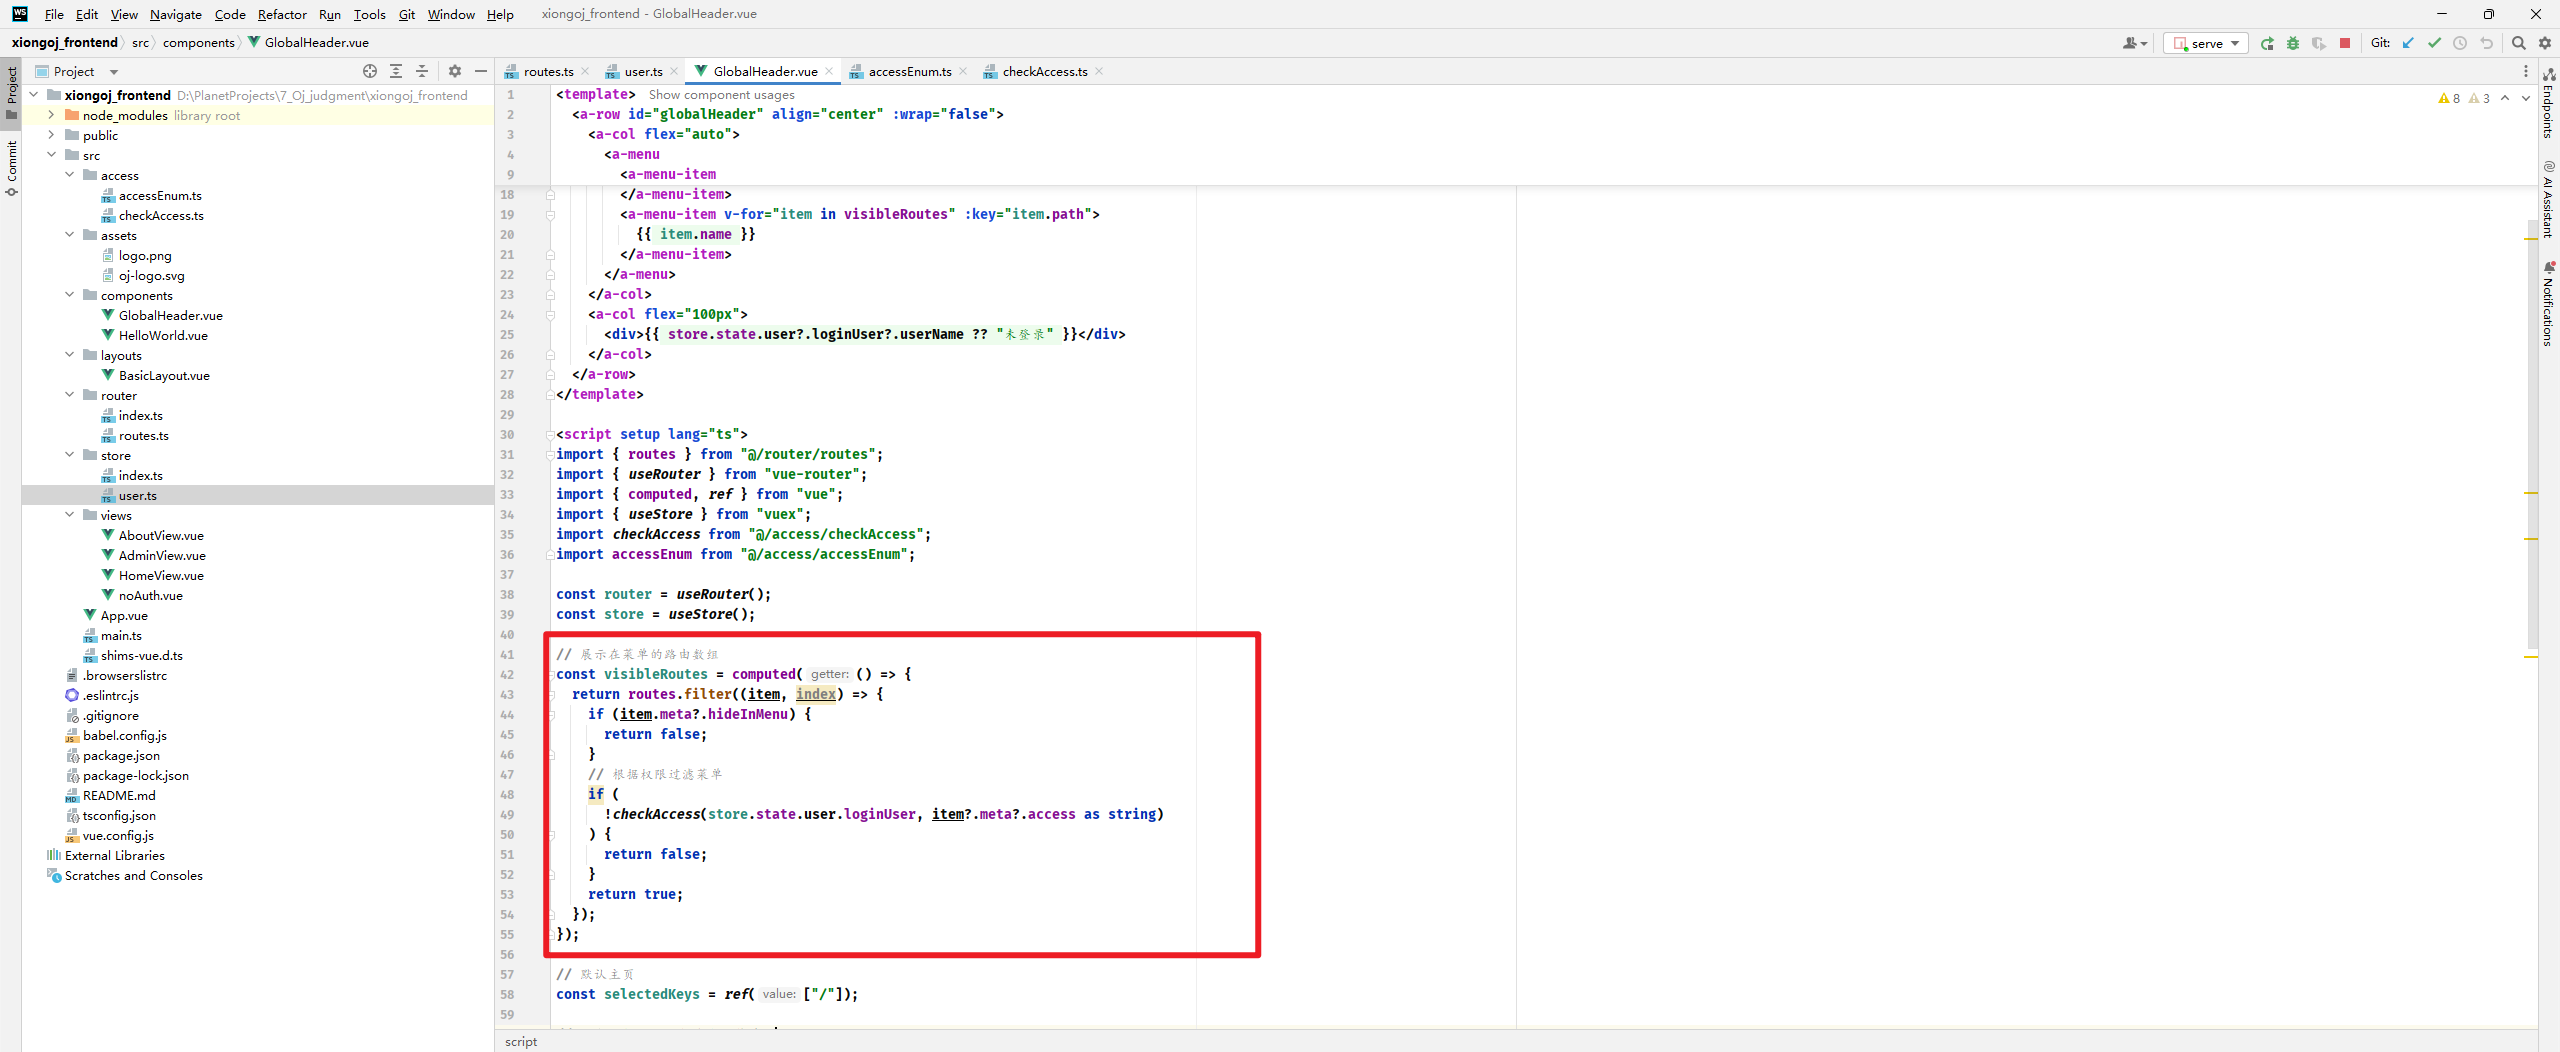 File Edit View Navigate Code Refactor Run Tools Git Window Help xiongoj_frontend - GlobalHeader.vue
xiongoj_frontend src components GlobalHeader.vue
serve Git:
Project
routes.ts user.ts GlobalHeader.vue accessEnum.ts checkAccess.ts
Project
Commit
xiongoj_frontend D:\PlanetProjects\7_Oj_judgment\xiongoj_frontend
node_modules library root
public
src
access
accessEnum.ts
checkAccess.ts
assets
logo.png
oj-logo.svg
components
GlobalHeader.vue
HelloWorld.vue
layouts
BasicLayout.vue
router
index.ts
routes.ts
store
index.ts
user.ts
views
AboutView.vue
AdminView.vue
HomeView.vue
noAuth.vue
App.vue
main.ts
shims-vue.d.ts
.browserslistrc
.eslintrc.js
.gitignore
babel.config.js
package.json
package-lock.json
README.md
tsconfig.json
vue.config.js
External Libraries
Scratches and Consoles
1 <template> Show component usages
2 <a-row id="globalHeader" align="center" :wrap="false">
3 <a-col flex="auto">
4 <a-menu
9 <a-menu-item
18 </a-menu-item>
19 <a-menu-item v-for="item in visibleRoutes" :key="item.path">
20 {{ item.name }}
21 </a-menu-item>
22 </a-menu>
23 </a-col>
24 <a-col flex="100px">
25 <div>{{ store.state.user?.loginUser?.userName ?? "未登录" }}</div>
26 </a-col>
27 </a-row>
28 </template>
29
30 <script setup lang="ts">
31 import { routes } from "@/router/routes";
32 import { useRouter } from "vue-router";
33 import { computed, ref } from "vue";
34 import { useStore } from "vuex";
35 import checkAccess from "@/access/checkAccess";
36 import accessEnum from "@/access/accessEnum";
37
38 const router = useRouter();
39 const store = useStore();
40
41 // 展示在菜单的路由数组
42 const visibleRoutes = computed( getter: () => {
43 return routes.filter((item, index) => {
44 if (item.meta?.hideInMenu) {
45 return false;
46 }
47 // 根据权限过滤菜单
48 if (
49 !checkAccess(store.state.user.loginUser, item?.meta?.access as string)
50 ) {
51 return false;
52 }
53 return true;
54 });
55 });
56
57 // 默认主页
58 const selectedKeys = ref( value: ["/"]);
59
8 3
Endpoints
AI Assistant
Notifications
script